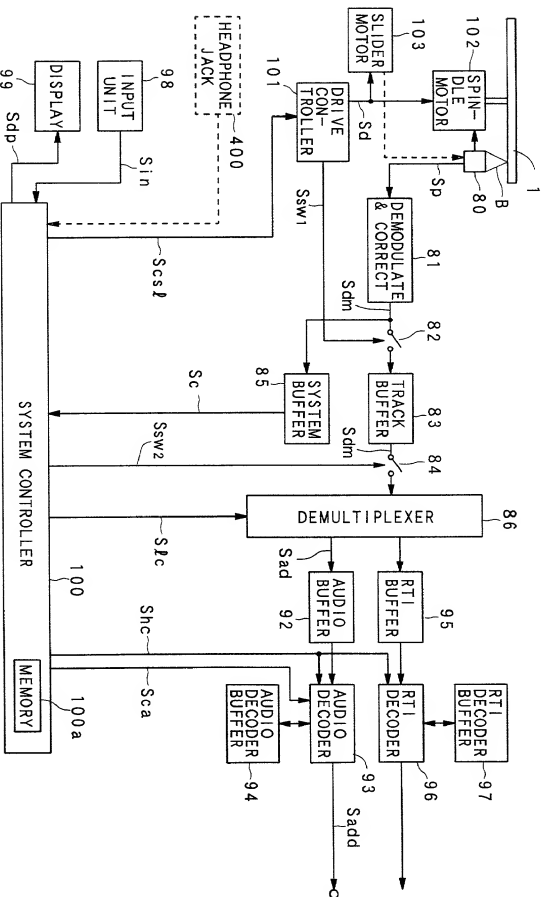 1
102
SPIN-
DLE
MOTOR
B
80
Sp
103
SLIDER
MOTOR
Sd
101
DRIVE
CON-
TROLLER
HEADPHONE
JACK
400
INPUT
UNIT
98
DISPLAY
99
Sin
Sdp
Scsl
Ssw1
DEMODULATE
& CORRECT
81
Sdm
82
TRACK
BUFFER
83
Sdm
84
SYSTEM
BUFFER
85
Sc
Ssw2
DEMULTIPLEXER
86
Slc
Sad
RTI
BUFFER
95
AUDIO
BUFFER
92
RTI DECODER
BUFFER
97
RTI
DECODER
96
AUDIO
DECODER
93
AUDIO
DECODER
BUFFER
94
Sadd
Shc
Sca
SYSTEM CONTROLLER
100
MEMORY
100a